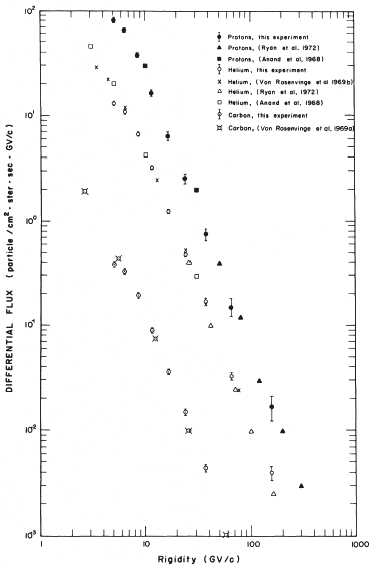 10²
● Protons, this experiment
▲ Protons, (Ryan et al. 1972)
■ Protons, (Anand et al, 1968)
○ Helium, this experiment
x Helium, (Von Rosenvinge et al 1969b)
△ Helium, (Ryan et al, 1972)
□ Helium, (Anand et al, 1968)
Carbon, this experiment
Carbon, (Von Rosenvinge et al, 1969a)
10¹
10⁰
10⁻¹
10⁻²
10³
DIFFERENTIAL FLUX (particle/cm² · ster · sec - GV/c)
1
10
100
1000
Rigidity (GV/c)